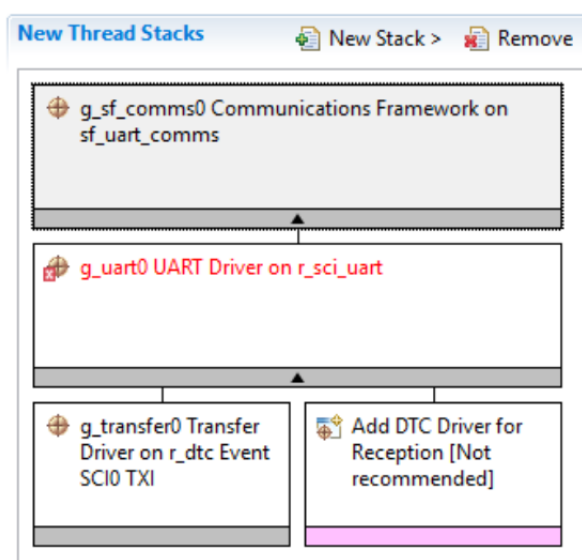 New Thread Stacks
New Stack >
Remove
g_sf_comms0 Communications Framework on
sf_uart_comms
g_uart0 UART Driver on r_sci_uart
g_transfer0 Transfer
Driver on r_dtc Event
SCI0 TXI
Add DTC Driver for
Reception [Not
recommended]